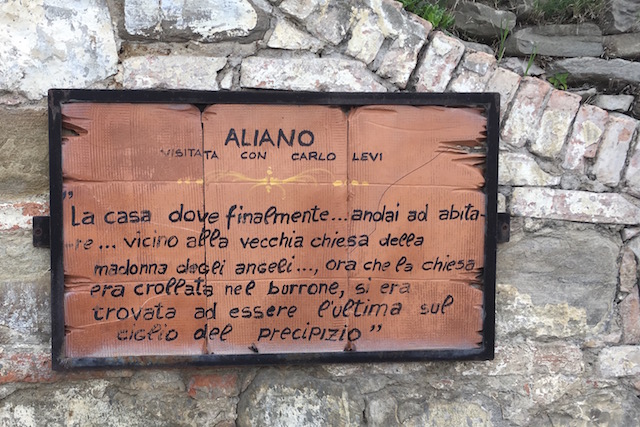 ALIANO
VISITATA CON CARLO LEVI
"La casa dove finalmente...andai ad abita-
re... vicino alla vecchia chiesa della
madonna degli angeli..., ora che la chiesa
era crollata nel burrone, si era
trovata ad essere l'ultima sul
ciglio del precipizio"